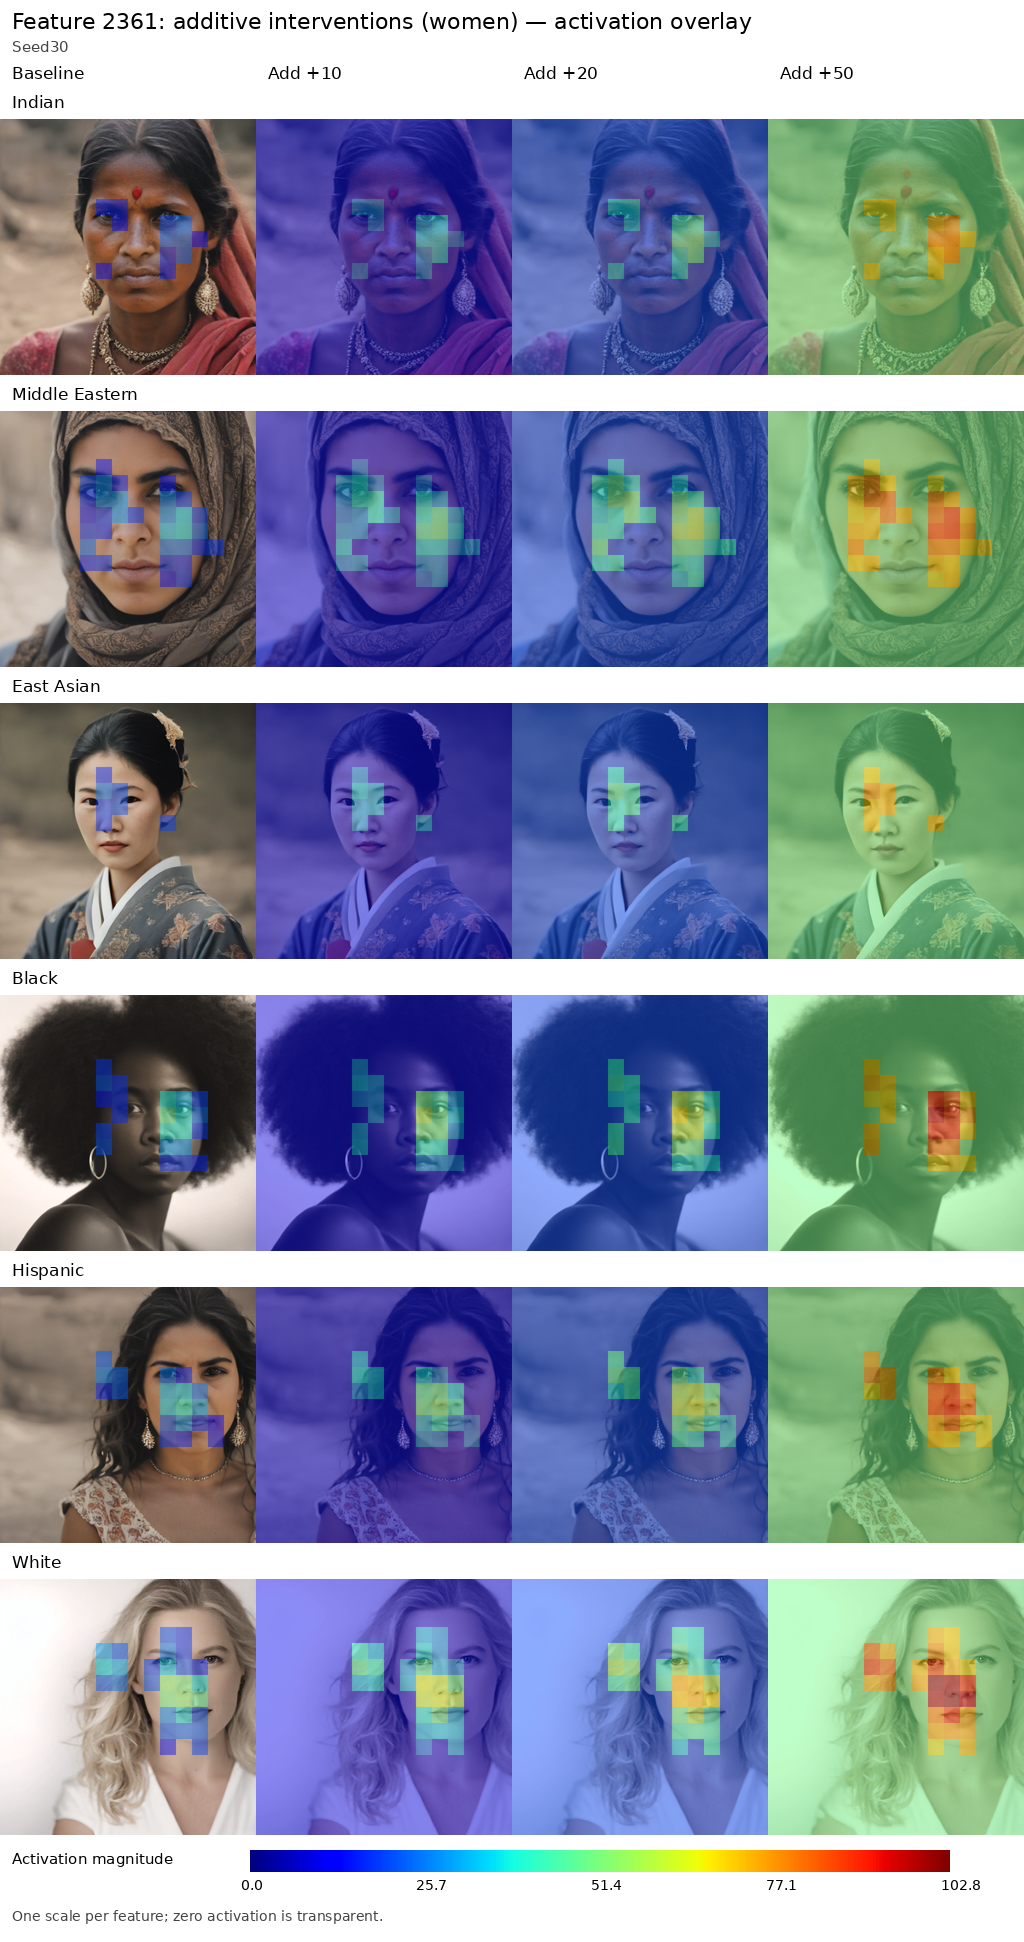 Feature 2361: additive interventions (women) — activation overlay
Seed30
Baseline Add +10 Add +20 Add +50
Indian
Middle Eastern
East Asian
Black
Hispanic
White
Activation magnitude
0.0 25.7 51.4 77.1 102.8
One scale per feature; zero activation is transparent.